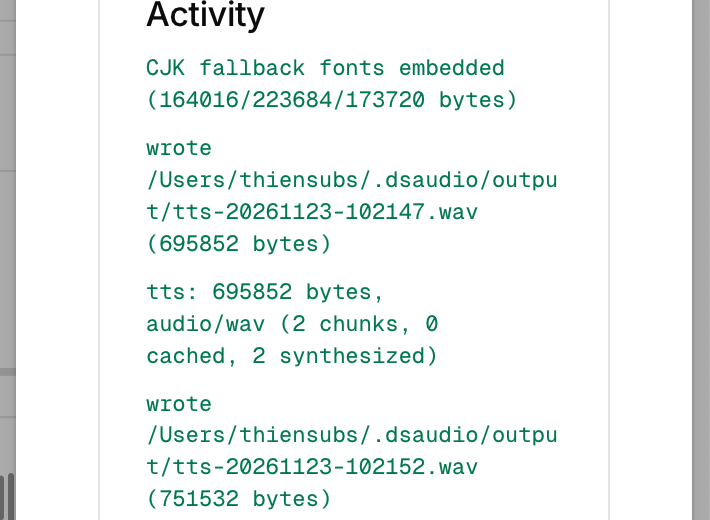 Activity
CJK fallback fonts embedded
(164016/223684/173720 bytes)
wrote
/Users/thiensubs/.dsaudio/outpu
t/tts-20261123-102147.wav
(695852 bytes)
tts: 695852 bytes,
audio/wav (2 chunks, 0
cached, 2 synthesized)
wrote
/Users/thiensubs/.dsaudio/outpu
t/tts-20261123-102152.wav
(751532 bytes)